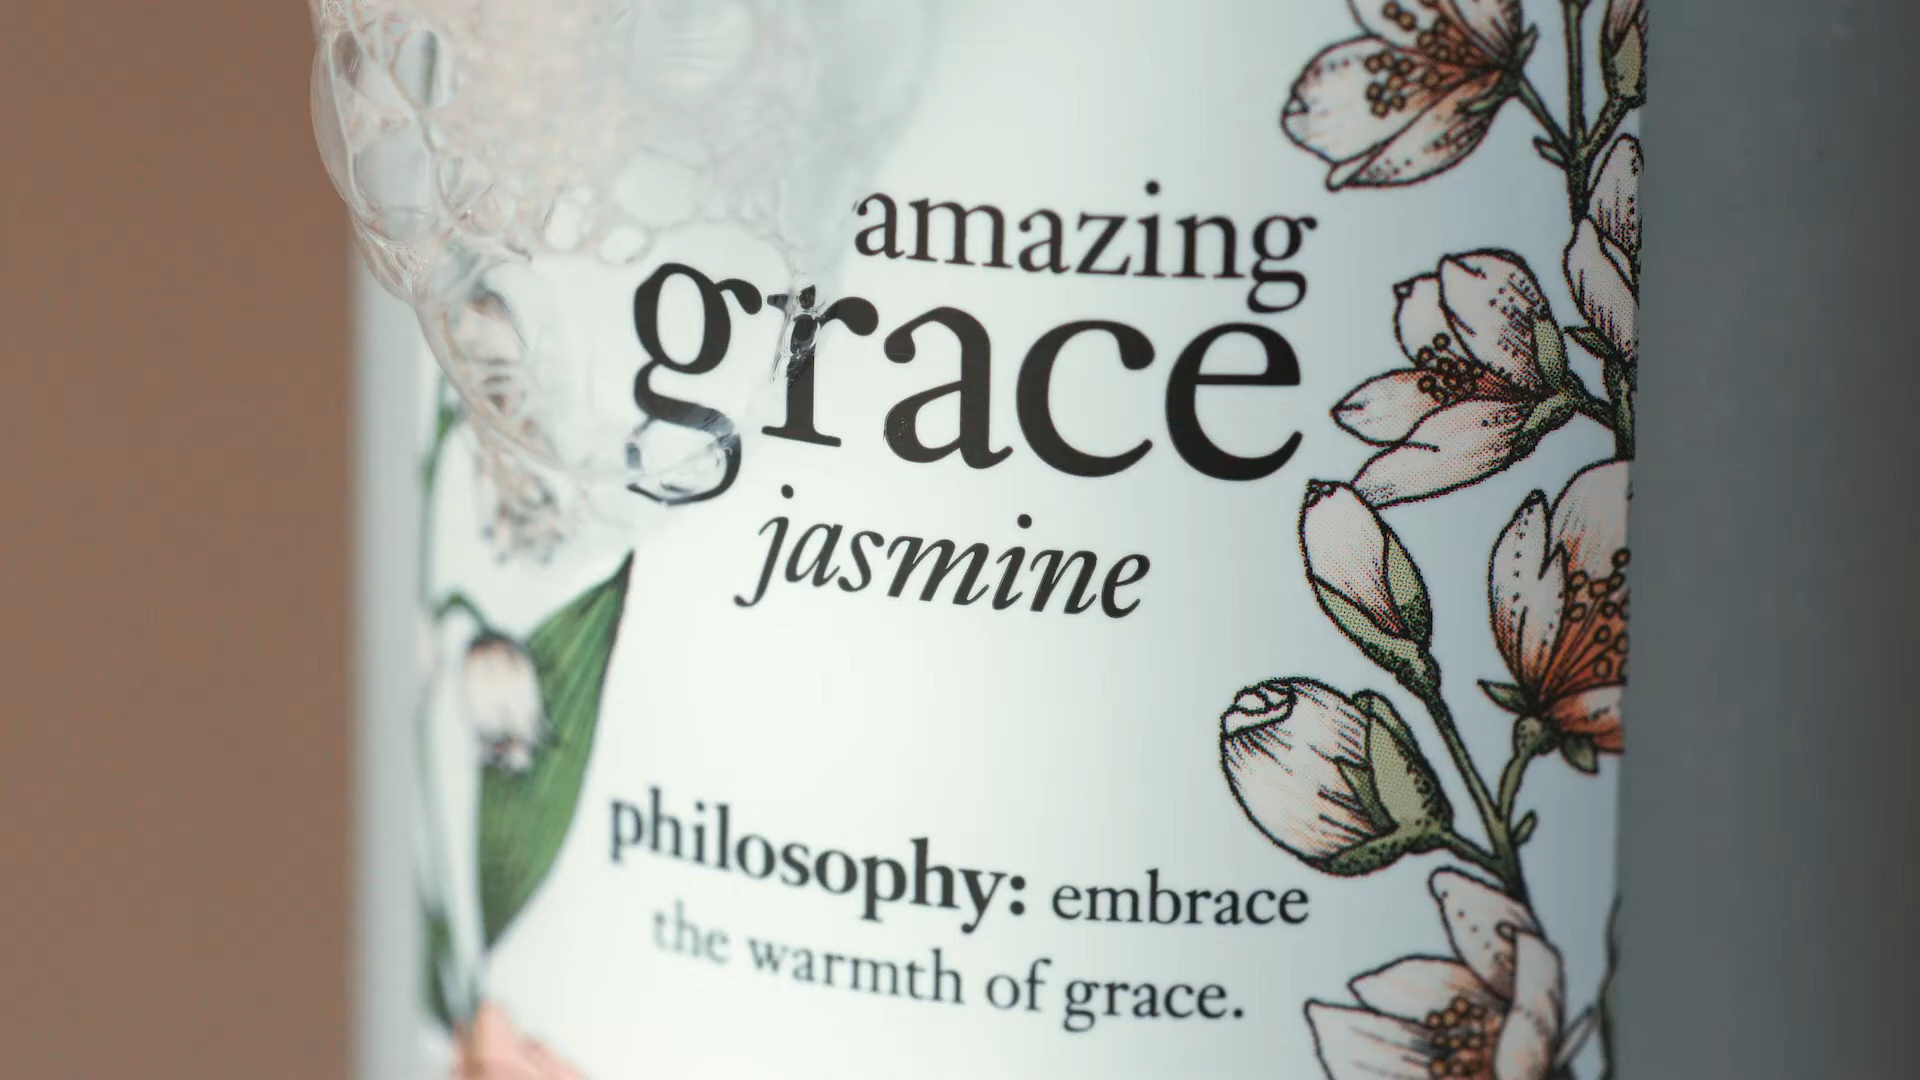 amazing
grace
jasmine
philosophy: embrace
the warmth of grace.